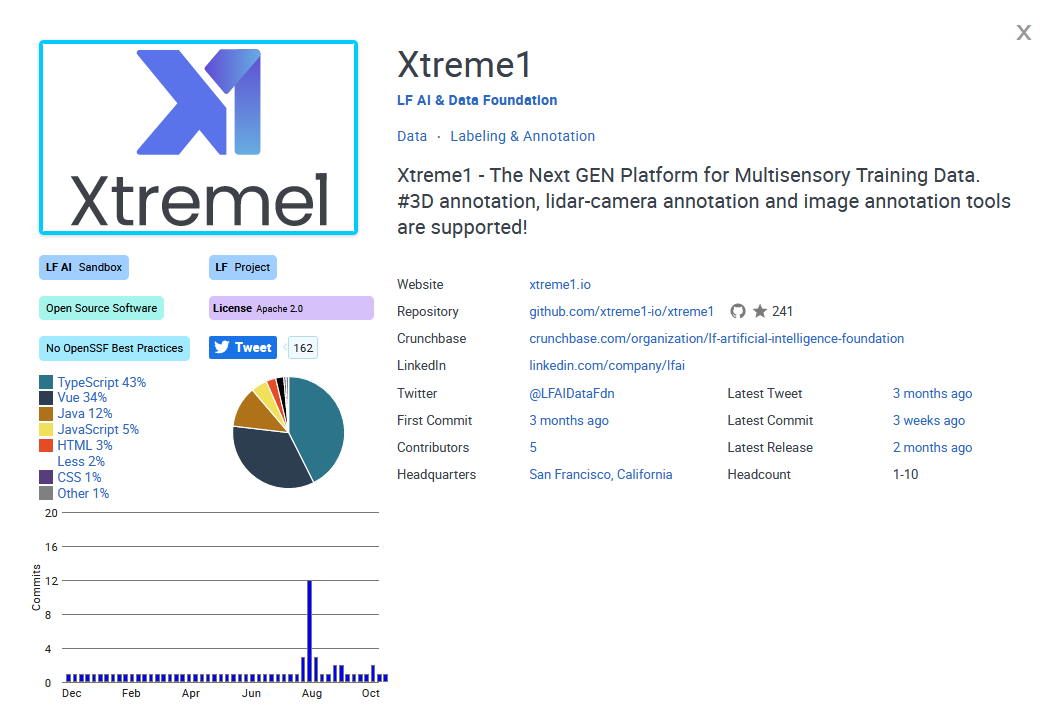 X
Xtreme1
Xtreme1
LF AI & Data Foundation
Data · Labeling & Annotation
Xtreme1 - The Next GEN Platform for Multisensory Training Data.
#3D annotation, lidar-camera annotation and image annotation tools
are supported!
LF AI Sandbox
LF Project
Open Source Software
License Apache 2.0
No OpenSSF Best Practices
Tweet 162
TypeScript 43%
Vue 34%
Java 12%
JavaScript 5%
HTML 3%
Less 2%
CSS 1%
Other 1%
20
16
12
8
4
0
Commits
Dec Feb Apr Jun Aug Oct
Website xtreme1.io
Repository github.com/xtreme1-io/xtreme1 241
Crunchbase crunchbase.com/organization/lf-artificial-intelligence-foundation
LinkedIn linkedin.com/company/lfai
Twitter @LFAIDataFdn Latest Tweet 3 months ago
First Commit 3 months ago Latest Commit 3 weeks ago
Contributors 5 Latest Release 2 months ago
Headquarters San Francisco, California Headcount 1-10